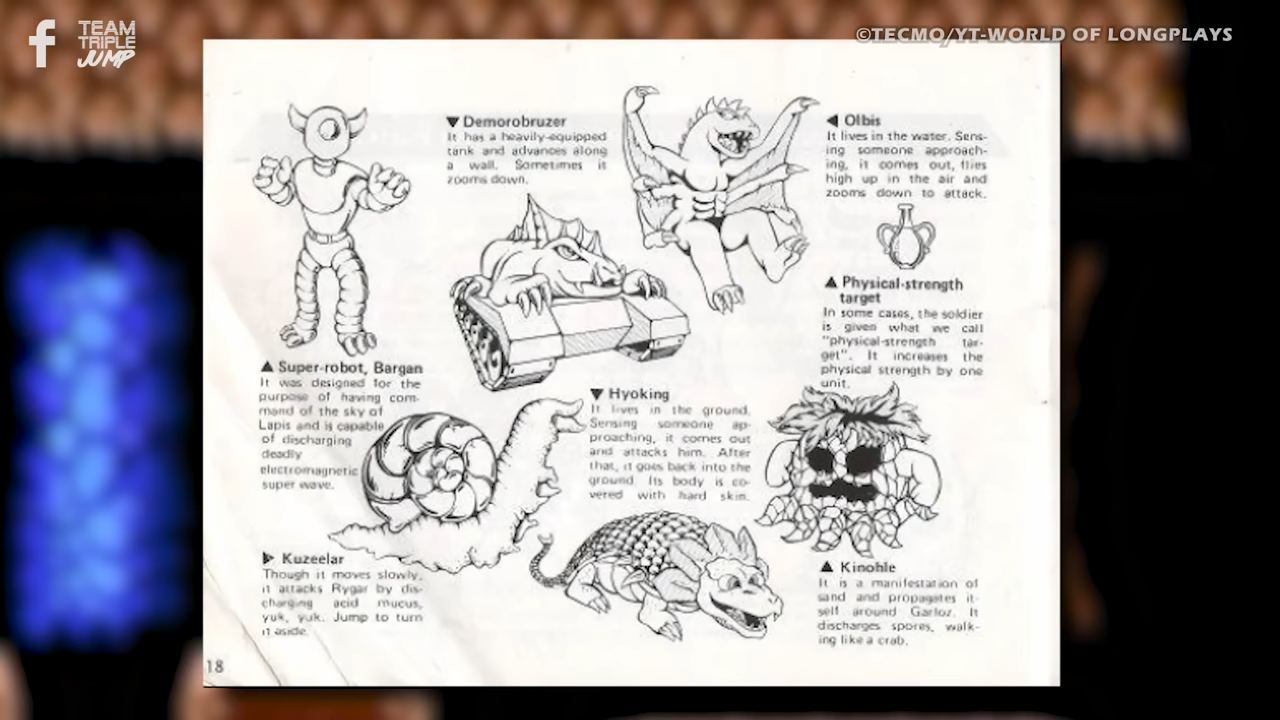 f
TEAM
TRIPLE
JUMP
©TECMO/YT-WORLD OF LONGPLAYS
▼ Demorobruzer
It has a heavily-equipped
tank and advances along
a wall. Sometimes it
zooms down.
◀ Olbis
It lives in the water. Sens-
ing someone approach-
ing, it comes out, flies
high up in the air and
zooms down to attack.
▲ Physical-strength
target
In some cases, the soldier
is given what we call
"physical-strength tar-
get". It increases the
physical strength by one
unit.
▲ Super-robot, Bargan
It was designed for the
purpose of having com-
mand of the sky of
Lapis and is capable
of discharging
deadly
electromagnetic
super wave.
▼ Hyoking
It lives in the ground.
Sensing someone ap-
proaching, it comes out
and attacks him. After
that, it goes back into the
ground. Its body is co-
vered with hard skin.
▶ Kuzeelar
Though it moves slowly,
it attacks Rygar by dis-
charging acid mucus,
yuk, yuk. Jump to turn
it aside.
▲ Kinohle
It is a manifestation of
sand and propagates it-
self around Garloz. It
discharges spores, walk-
ing like a crab.
18